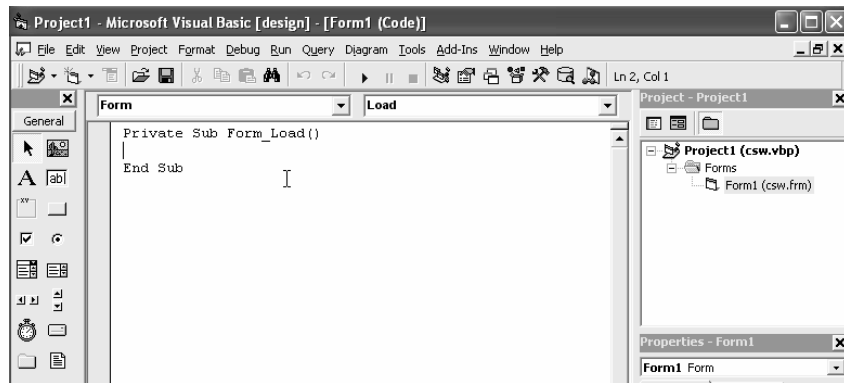 Project1 - Microsoft Visual Basic [design] - [Form1 (Code)]
File Edit View Project Format Debug Run Query Diagram Tools Add-Ins Window Help
Ln 2, Col 1
General
Form
Load
Project - Project1
Private Sub Form_Load()
End Sub
Project1 (csw.vbp)
Forms
Form1 (csw.frm)
A
ab
xv
Properties - Form1
Form1 Form